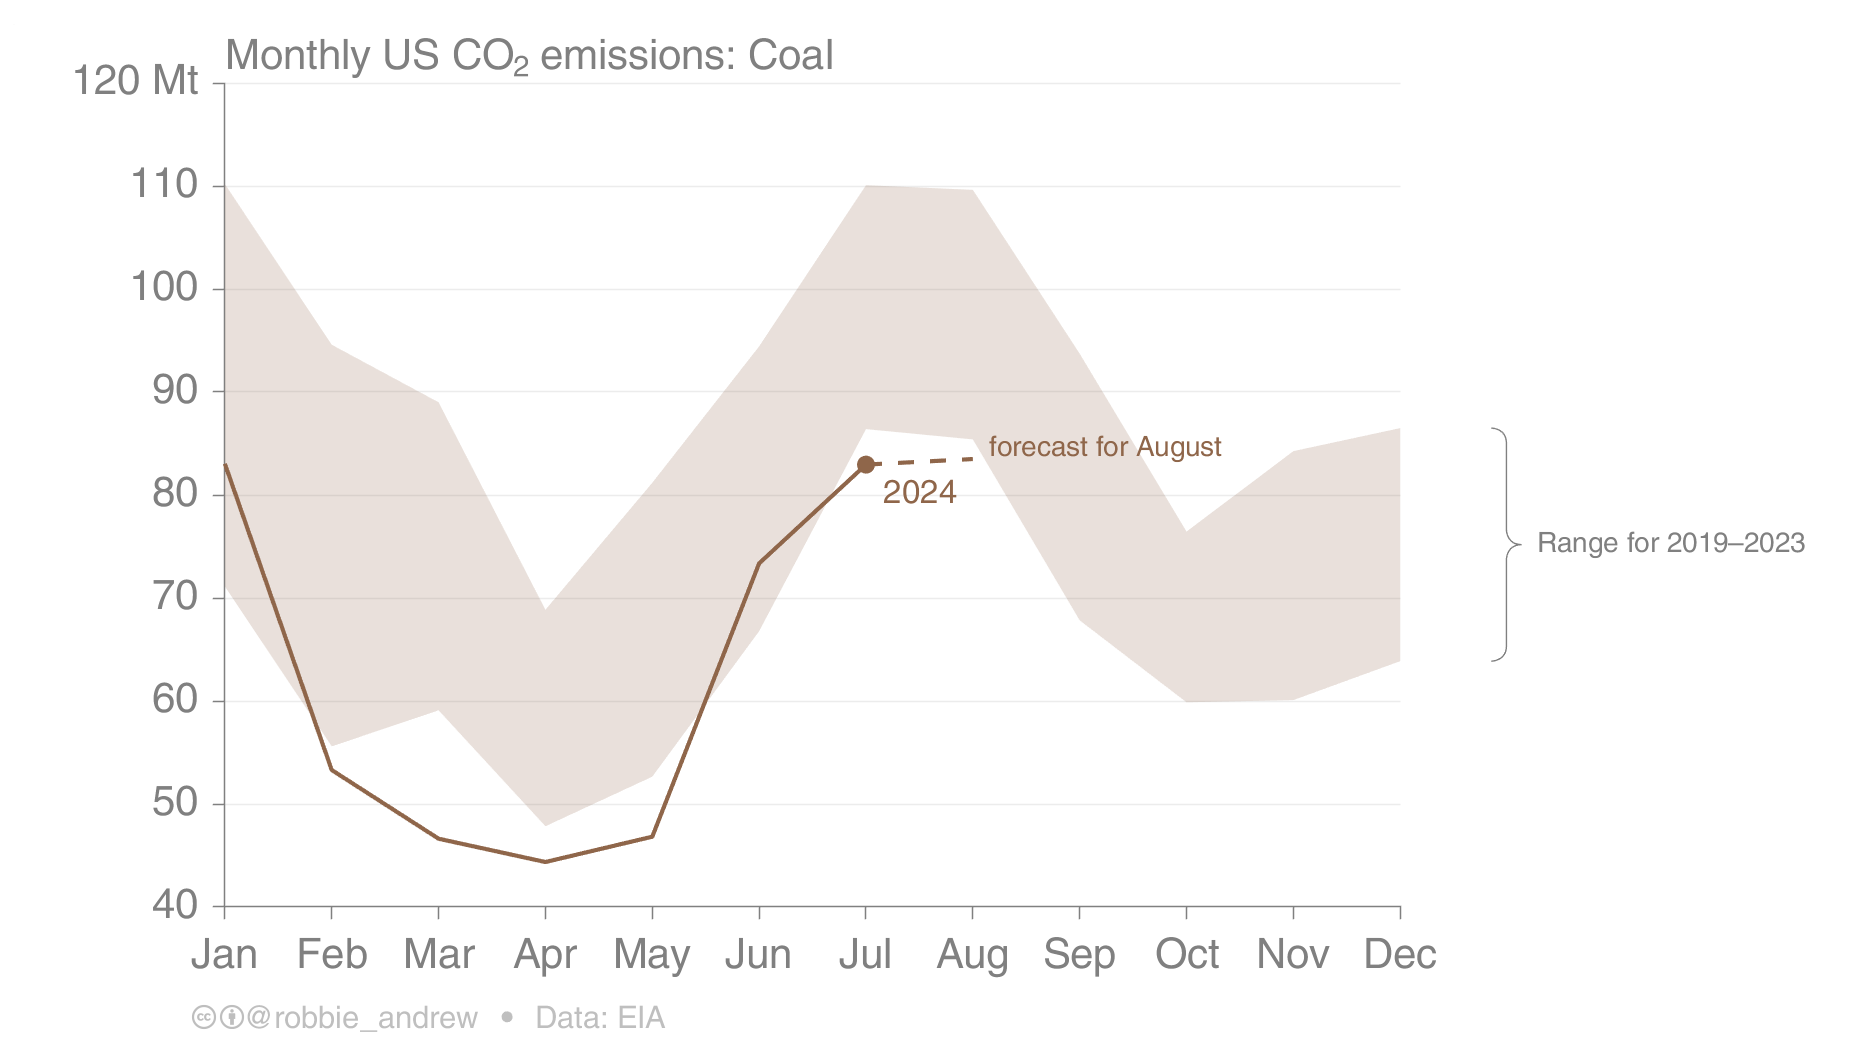 Monthly US CO₂ emissions: Coal
120 Mt
110
100
90
80
70
60
50
40
forecast for August
2024
Range for 2019–2023
Jan Feb Mar Apr May Jun Jul Aug Sep Oct Nov Dec
@robbie_andrew • Data: EIA